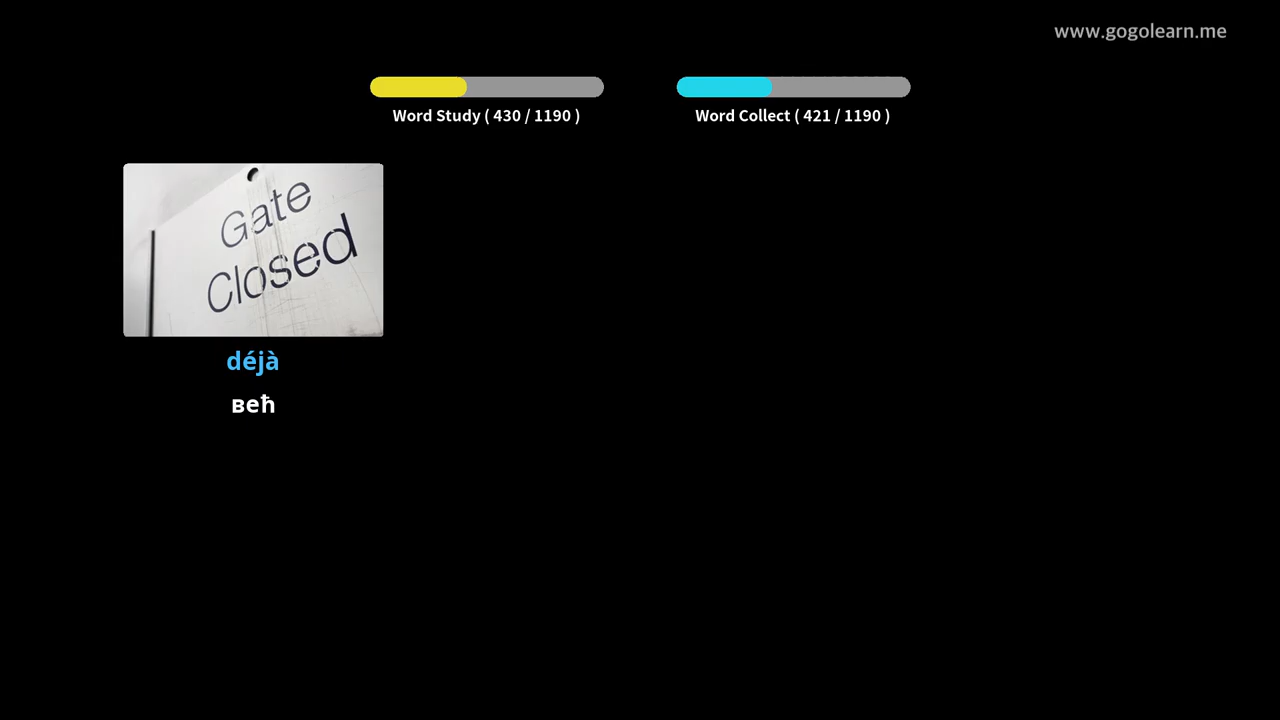 www.gogolearn.me
Word Study ( 430 / 1190 )
Word Collect ( 421 / 1190 )
Gate
Closed
déjà
већ